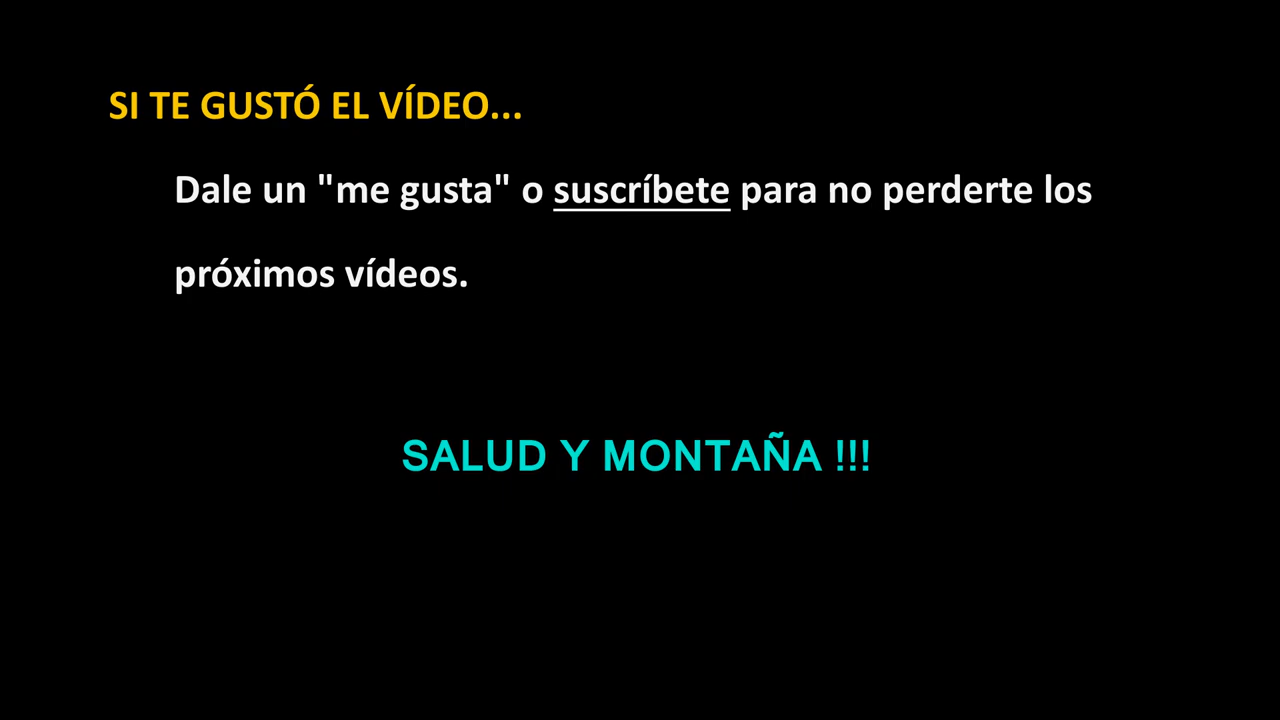 SI TE GUSTÓ EL VÍDEO...
Dale un "me gusta" o suscríbete para no perderte los
próximos vídeos.
SALUD Y MONTAÑA !!!